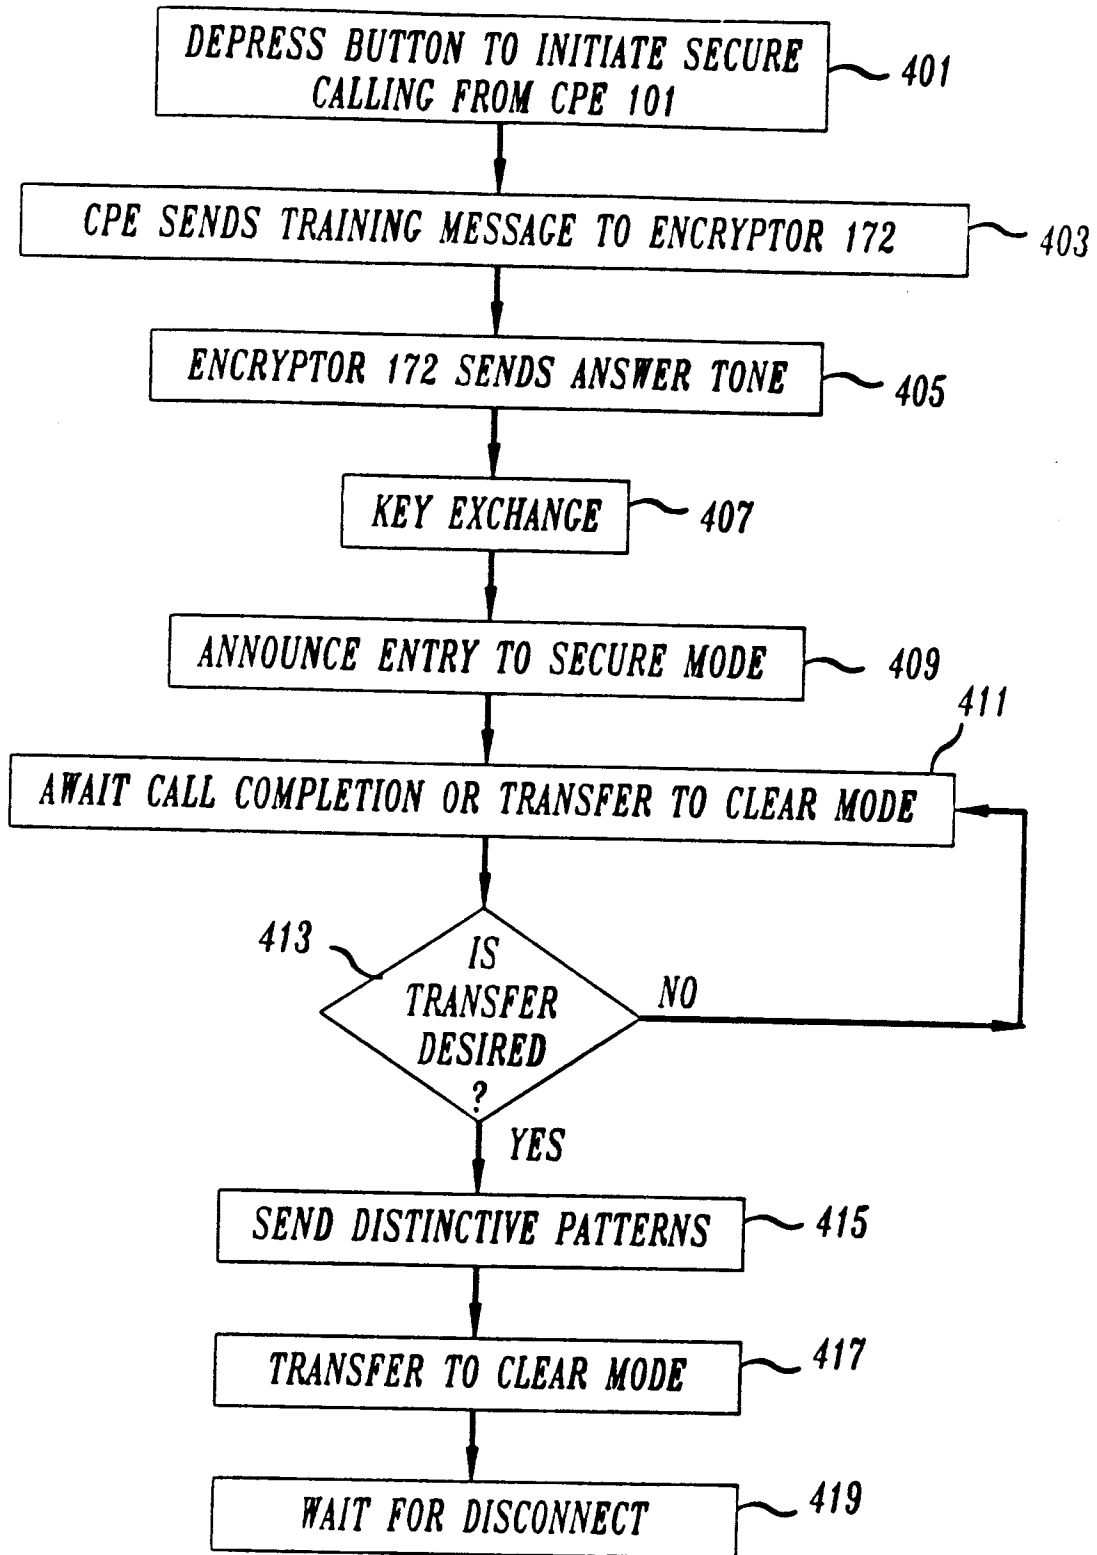 DEPRESS BUTTON TO INITIATE SECURE
CALLING FROM CPE 101
401
CPE SENDS TRAINING MESSAGE TO ENCRYPTOR 172
403
ENCRYPTOR 172 SENDS ANSWER TONE
405
KEY EXCHANGE
407
ANNOUNCE ENTRY TO SECURE MODE
409
411
AWAIT CALL COMPLETION OR TRANSFER TO CLEAR MODE
413
IS
TRANSFER
DESIRED
?
NO
YES
SEND DISTINCTIVE PATTERNS
415
TRANSFER TO CLEAR MODE
417
WAIT FOR DISCONNECT
419